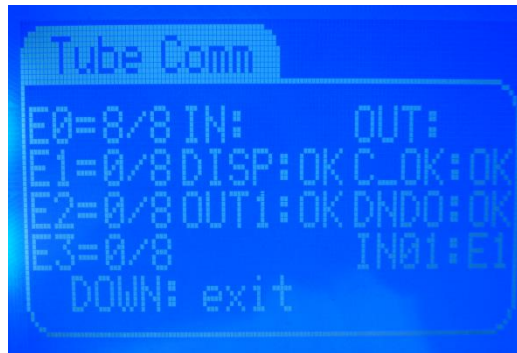 Tube Comm
E0=8/8 IN: OUT:
E1=0/8 DISP:OK C_OK:OK
E2=0/8 OUT1:OK DNDO:OK
E3=0/8 IN01:E1
DOWN: exit